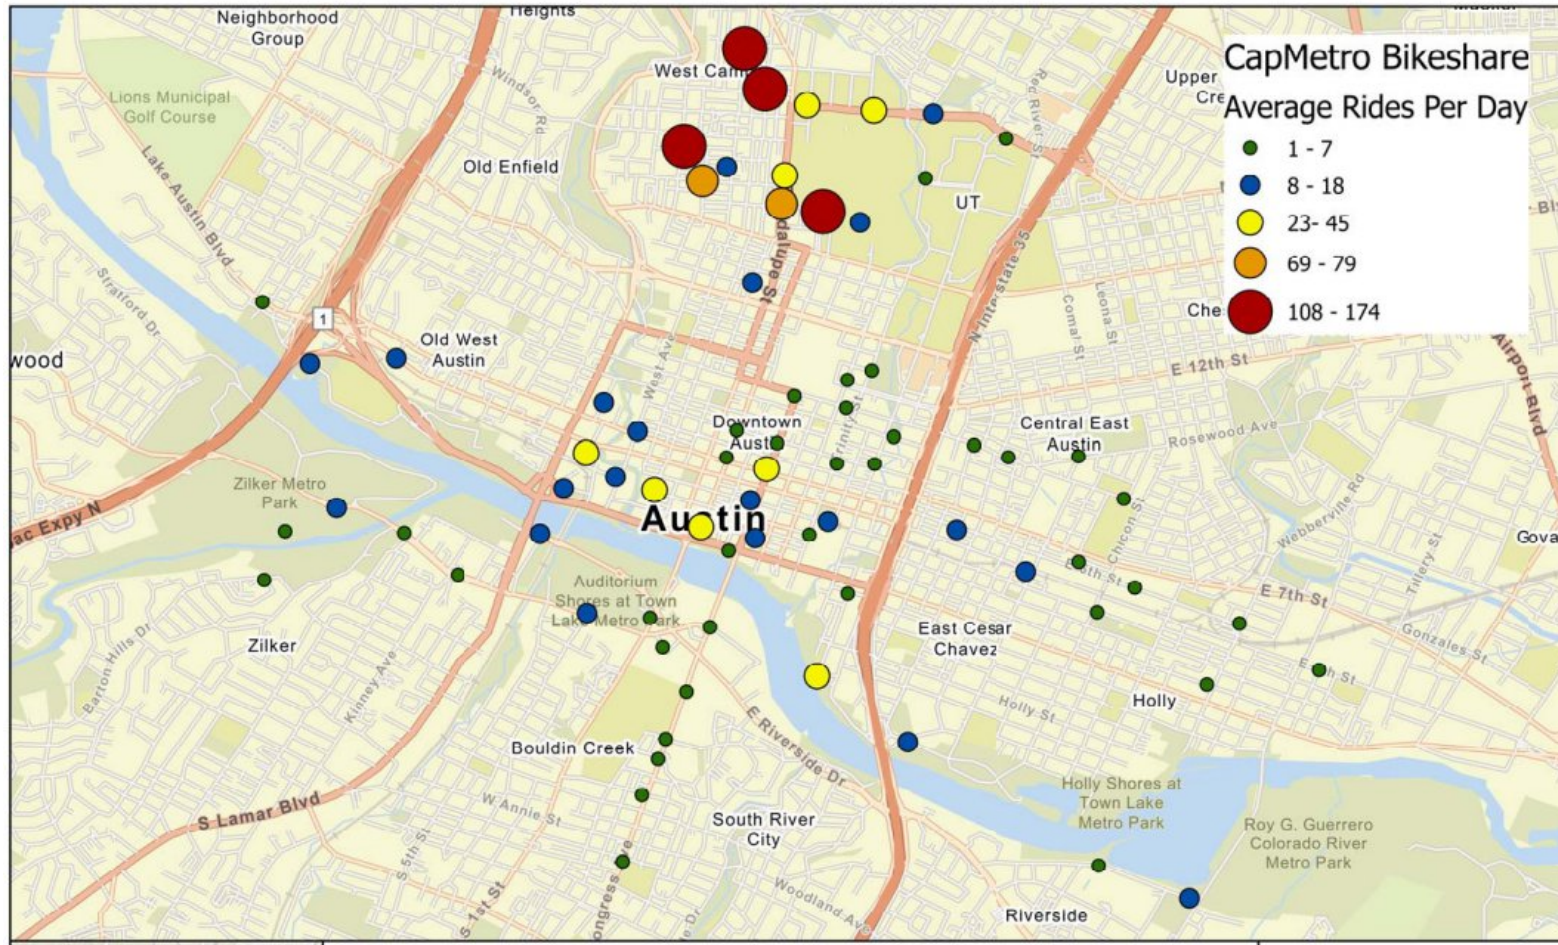 Neighborhood
Group
Heights
CapMetro Bikeshare
Average Rides Per Day
1 - 7
8 - 18
23- 45
69 - 79
108 - 174
West Cam
Upper
Cre
Lions Municipal
Golf Course
Windsor Rd
Red River St
Old Enfield
Lake Austin Blvd
UT
dalupe St
N Interstate 35
Stratford Dr
Comal St
Leona St
Che
1
Old West
Austin
wood
West Ave
E 12th St
Airport Blvd
Downtown
Austi
Trinity St
Central East
Austin
Rosewood Ave
Zilker Metro
Park
ac Expy N
Austin
Chicon St
Webberville Rd
Tillery St
Gova
E 6th St
E 7th St
Auditorium
Shores at Town
Lake Metro Park
Barton Hills Dr
Zilker
Kinney Ave
East Cesar
Chavez
Gonzales St
Holly St
Holly
Bouldin Creek
E Riverside Dr
S Lamar Blvd
W Annie St
S 5th St
South River
City
Holly Shores at
Town Lake
Metro Park
Roy G. Guerrero
Colorado River
Metro Park
S 1st St
ongress Ave
Woodland Ave
Riverside